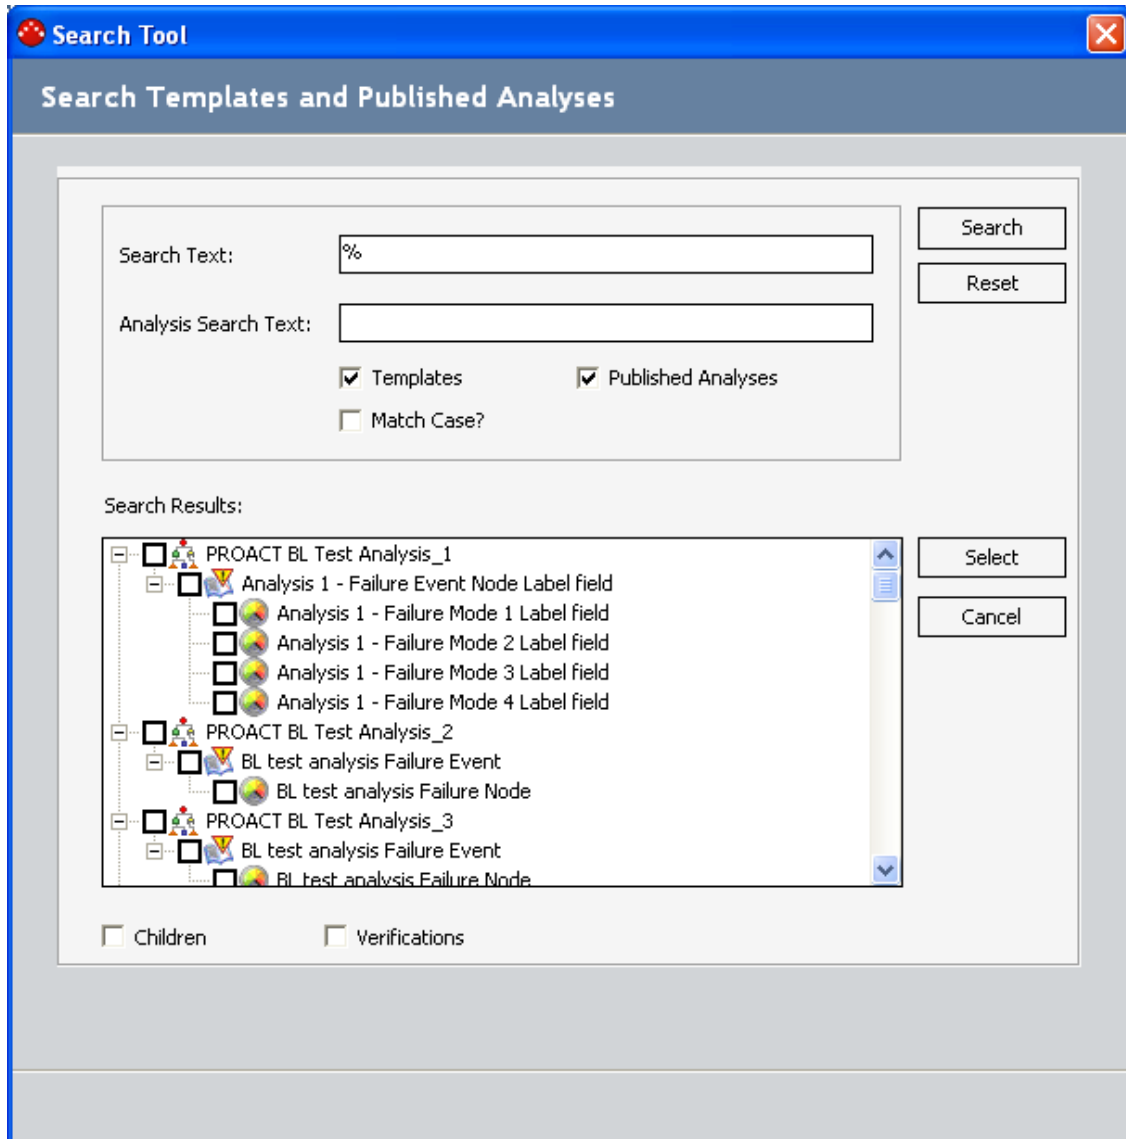 Search Tool
Search Templates and Published Analyses
Search Text:
%
Search
Reset
Analysis Search Text:
Templates
Published Analyses
Match Case?
Search Results:
PROACT BL Test Analysis_1
Analysis 1 - Failure Event Node Label field
Analysis 1 - Failure Mode 1 Label field
Analysis 1 - Failure Mode 2 Label field
Analysis 1 - Failure Mode 3 Label field
Analysis 1 - Failure Mode 4 Label field
PROACT BL Test Analysis_2
BL test analysis Failure Event
BL test analysis Failure Node
PROACT BL Test Analysis_3
BL test analysis Failure Event
BL test analysis Failure Node
Select
Cancel
Children
Verifications